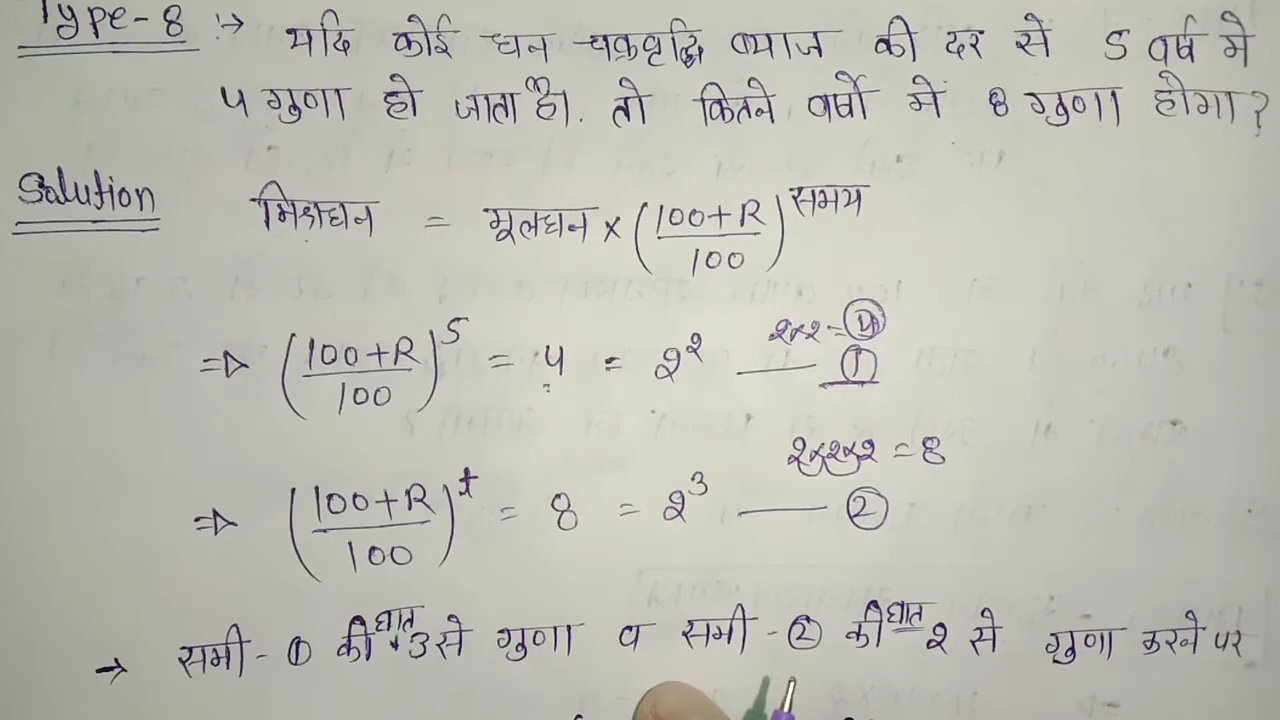 Type-8 :→ यदि कोई धन चक्रवृद्धि ब्याज की दर से 5 वर्ष मे
4 गुणा हो जाता है। तो कितने वर्षो मे 8 गुणा होगा?
Solution मिश्रधन = मूलधन × (100+R/100)^समय
⇒ (100+R/100)^5 = 4 = 2^2 —— ①
2×2=④
⇒ (100+R/100)^t = 8 = 2^3 —— ②
2×2×2=8
→ समी-① की घात 3 से गुणा व समी-② की घात 2 से गुणा करने पर